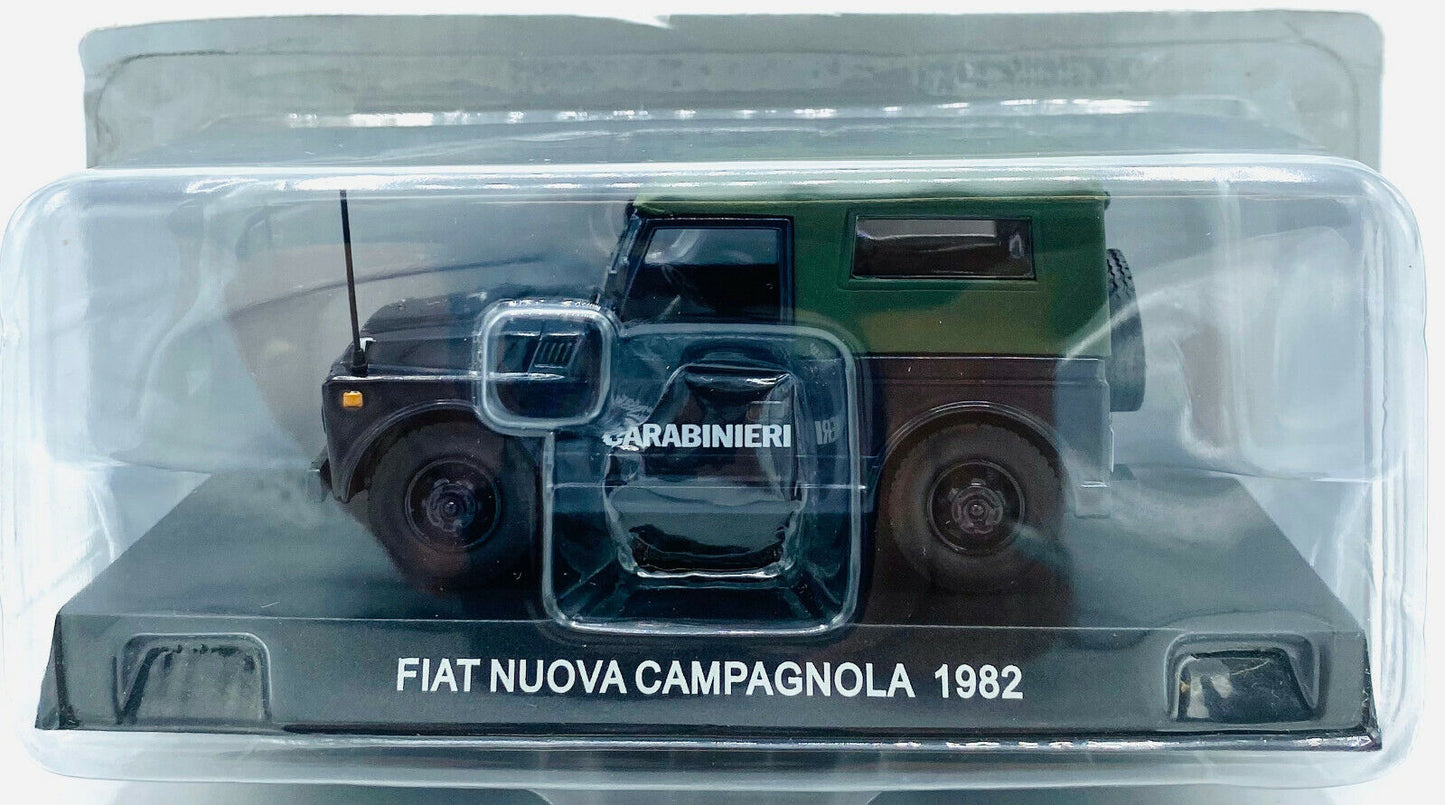 CARABINIERI
FIAT NUOVA CAMPAGNOLA 1982